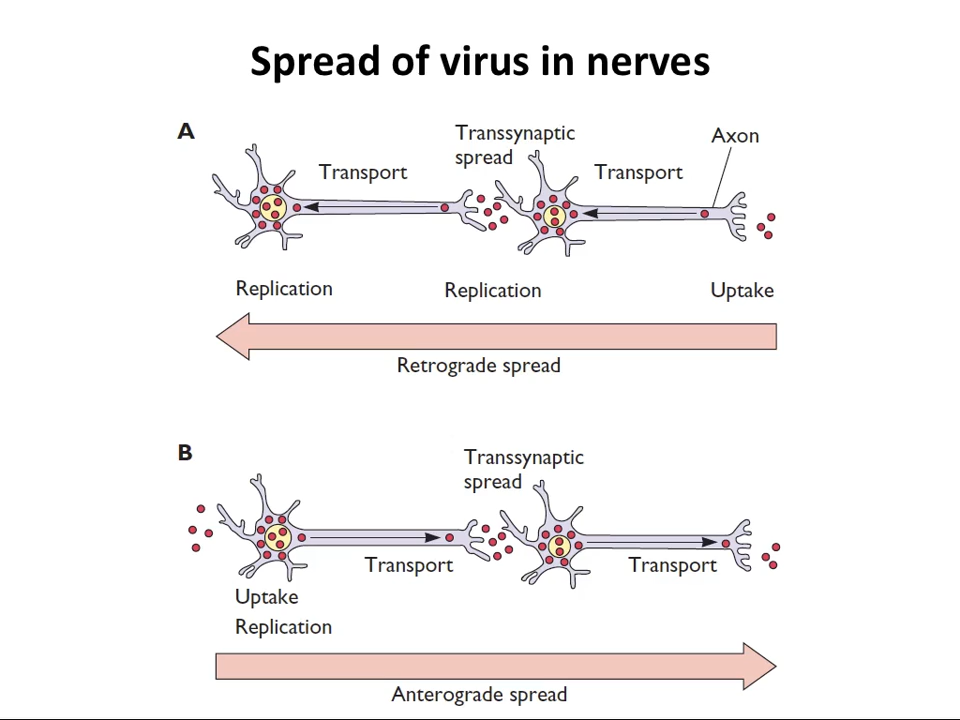 Spread of virus in nerves
A
Transsynaptic
spread
Axon
Transport
Transport
Replication
Replication
Uptake
Retrograde spread
B
Transsynaptic
spread
Transport
Transport
Uptake
Replication
Anterograde spread